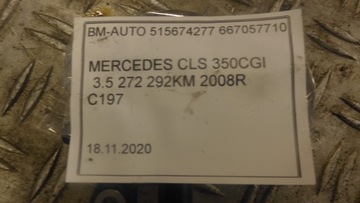 BM-AUTO 515674277 667057710
MERCEDES CLS 350CGI
3.5 272 292KM 2008R
C197
18.11.2020